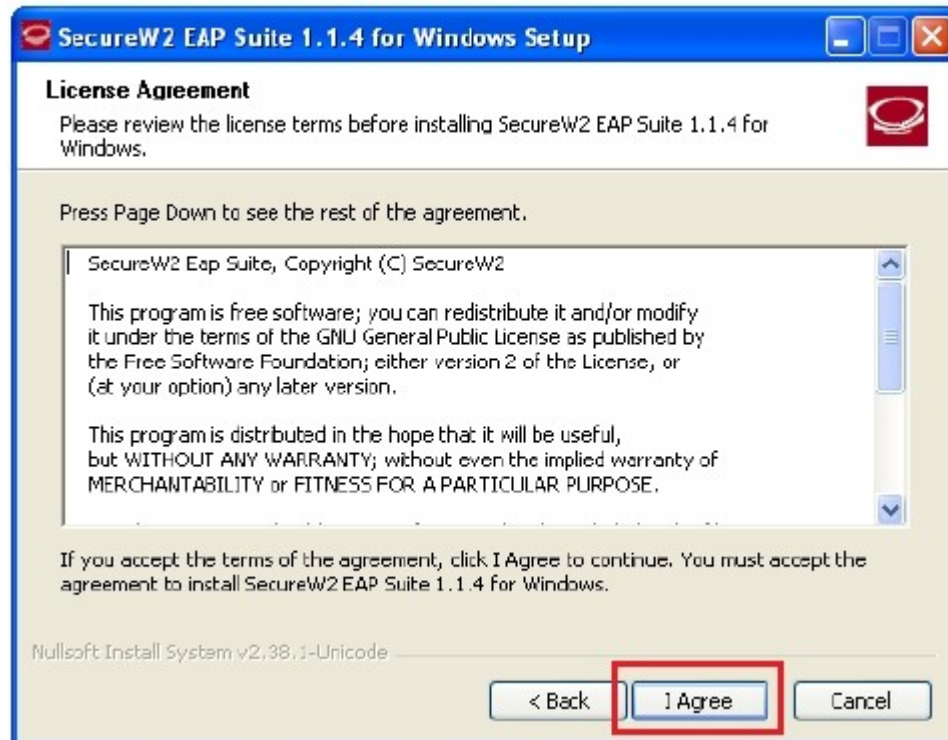 SecureW2 EAP Suite 1.1.4 for Windows Setup
License Agreement
Please review the license terms before installing SecureW2 EAP Suite 1.1.4 for
Windows.
Press Page Down to see the rest of the agreement.
SecureW2 Eap Suite, Copyright (C) SecureW2
This program is free software; you can redistribute it and/or modify
it under the terms of the GNU General Public License as published by
the Free Software Foundation; either version 2 of the License, or
(at your option) any later version.
This program is distributed in the hope that it will be useful,
but WITHOUT ANY WARRANTY; without even the implied warranty of
MERCHANTABILITY or FITNESS FOR A PARTICULAR PURPOSE.
If you accept the terms of the agreement, click I Agree to continue. You must accept the
agreement to install SecureW2 EAP Suite 1.1.4 for Windows.
Nullsoft Install System v2.38.1-Unicode
< Back I Agree Cancel